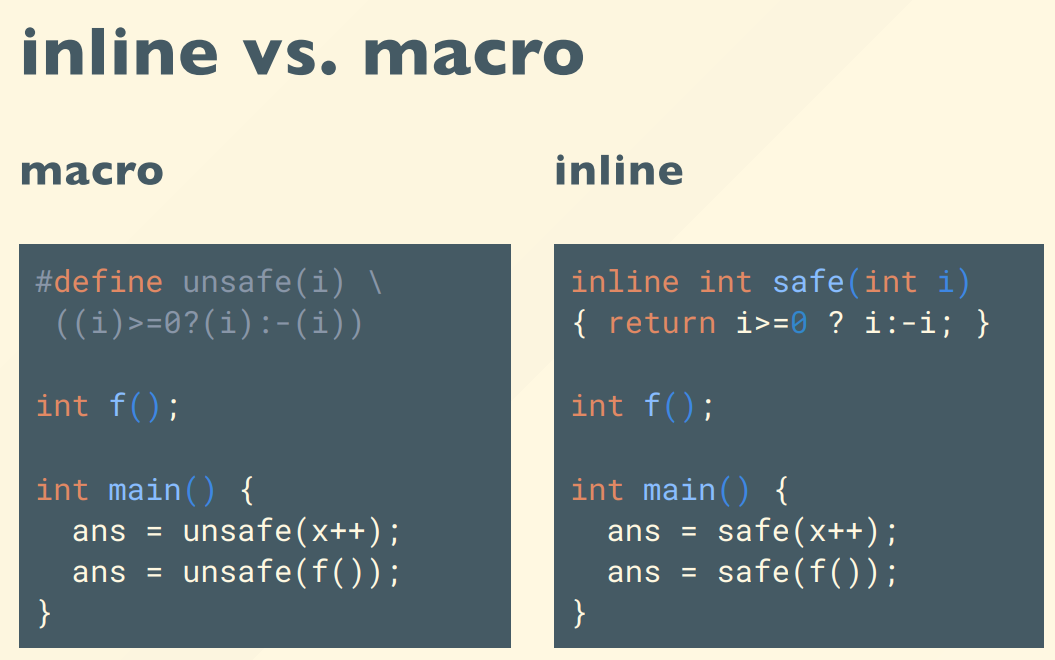 inline vs. macro
macro
#define unsafe(i) \
((i)>=0?(i):-(i))
int f();
int main() {
ans = unsafe(x++);
ans = unsafe(f());
}
inline
inline int safe(int i)
{ return i>=0 ? i:-i; }
int f();
int main() {
ans = safe(x++);
ans = safe(f());
}